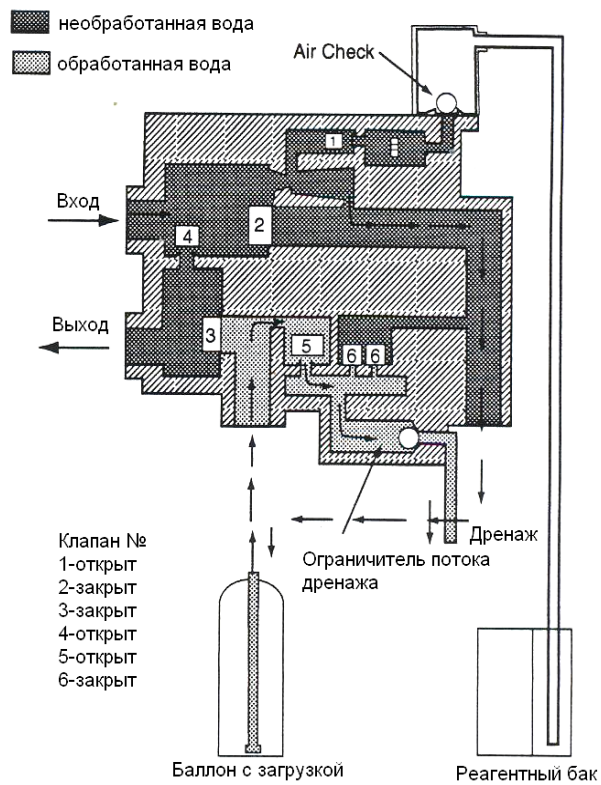 необработанная вода
обработанная вода
Air Check
1
Вход
2
4
Выход
3
5
6 6
Дренаж
Ограничитель потока
дренажа
Клапан №
1-открыт
2-закрыт
3-закрыт
4-открыт
5-открыт
6-закрыт
Баллон с загрузкой
Реагентный бак